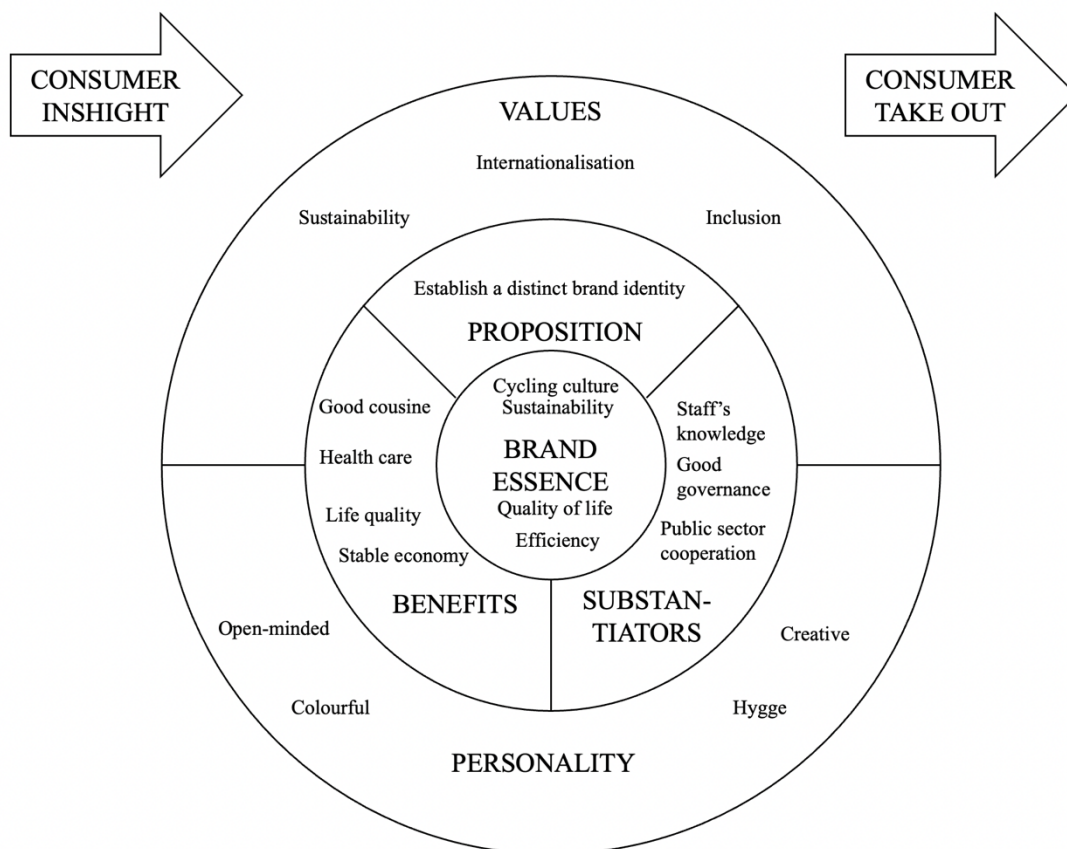 CONSUMER
INSHIGHT
CONSUMER
TAKE OUT
VALUES
Internationalisation
Sustainability
Inclusion
Establish a distinct brand identity
PROPOSITION
Good cousine
Health care
Life quality
Stable economy
BENEFITS
Cycling culture
Sustainability
BRAND
ESSENCE
Quality of life
Efficiency
Staff’s
knowledge
Good
governance
Public sector
cooperation
SUBSTAN-
TIATORS
Open-minded
Colourful
Creative
Hygge
PERSONALITY